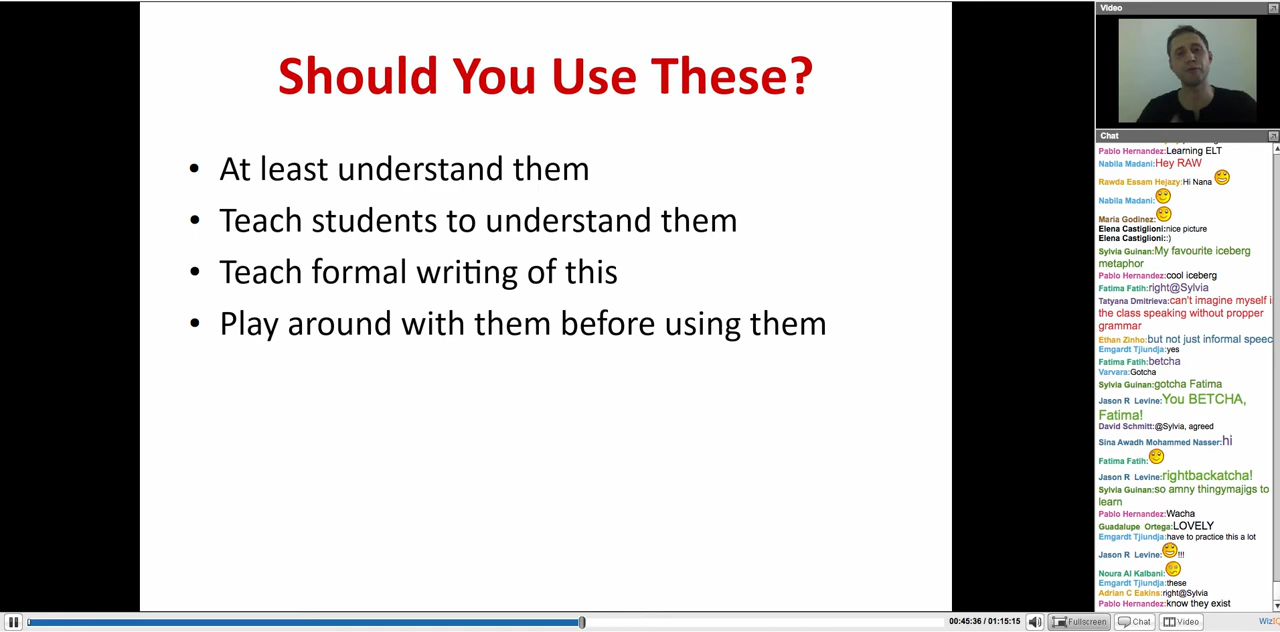 Should You Use These?
• At least understand them
• Teach students to understand them
• Teach formal writing of this
• Play around with them before using them
Video
Chat
Pablo Hernandez:Learning ELT
Nabila Madani:Hey RAW
Rawda Essam Hejazy:Hi Nana
Nabila Madani:
Maria Godinez:
Elena Castiglioni:nice picture
Elena Castiglioni::)
Sylvia Guinan:My favourite iceberg
metaphor
Pablo Hernandez:cool iceberg
Fatima Fatih:right@Sylvia
Tatyana Dmitrieva:can't imagine myself i
the class speaking without propper
grammar
Ethan Zinho:but not just informal speec
Emgardt Tjiundja:yes
Fatima Fatih:betcha
Varvara:Gotcha
Sylvia Guinan:gotcha Fatima
Jason R Levine:You BETCHA,
Fatima!
David Schmitt:@Sylvia, agreed
Sina Awadh Mohammed Nasser:hi
Fatima Fatih:
Jason R Levine:rightbackatcha!
Sylvia Guinan:so amny thingymajigs to
learn
Pablo Hernandez:Wacha
Guadalupe Ortega:LOVELY
Emgardt Tjiundja:have to practice this a lot
Jason R Levine: !!!
Noura Al Kalbani:
Emgardt Tjiundja:these
Adrian C Eakins:right@Sylvia
Pablo Hernandez:know they exist
00:45:36 / 01:15:15
Fullscreen
Chat
Video
WizIQ